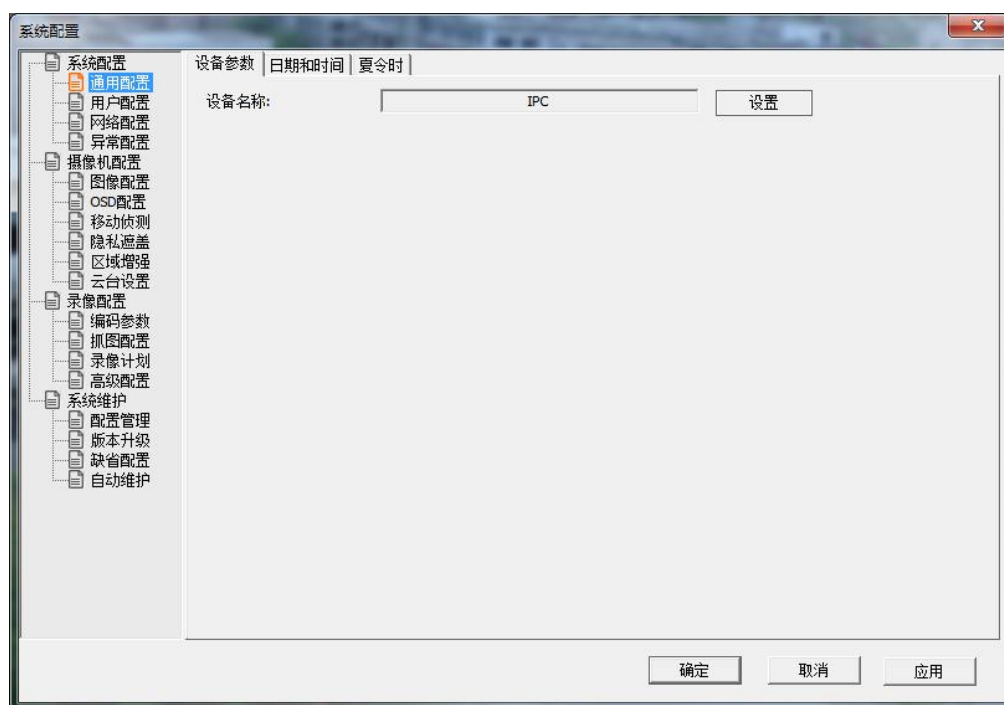 系统配置
系统配置
通用配置
用户配置
网络配置
异常配置
摄像机配置
图像配置
OSD配置
移动侦测
隐私遮盖
区域增强
云台设置
录像配置
编码参数
抓图配置
录像计划
高级配置
系统维护
配置管理
版本升级
缺省配置
自动维护
设备参数 日期和时间 夏令时
设备名称: IPC 设置
确定 取消 应用